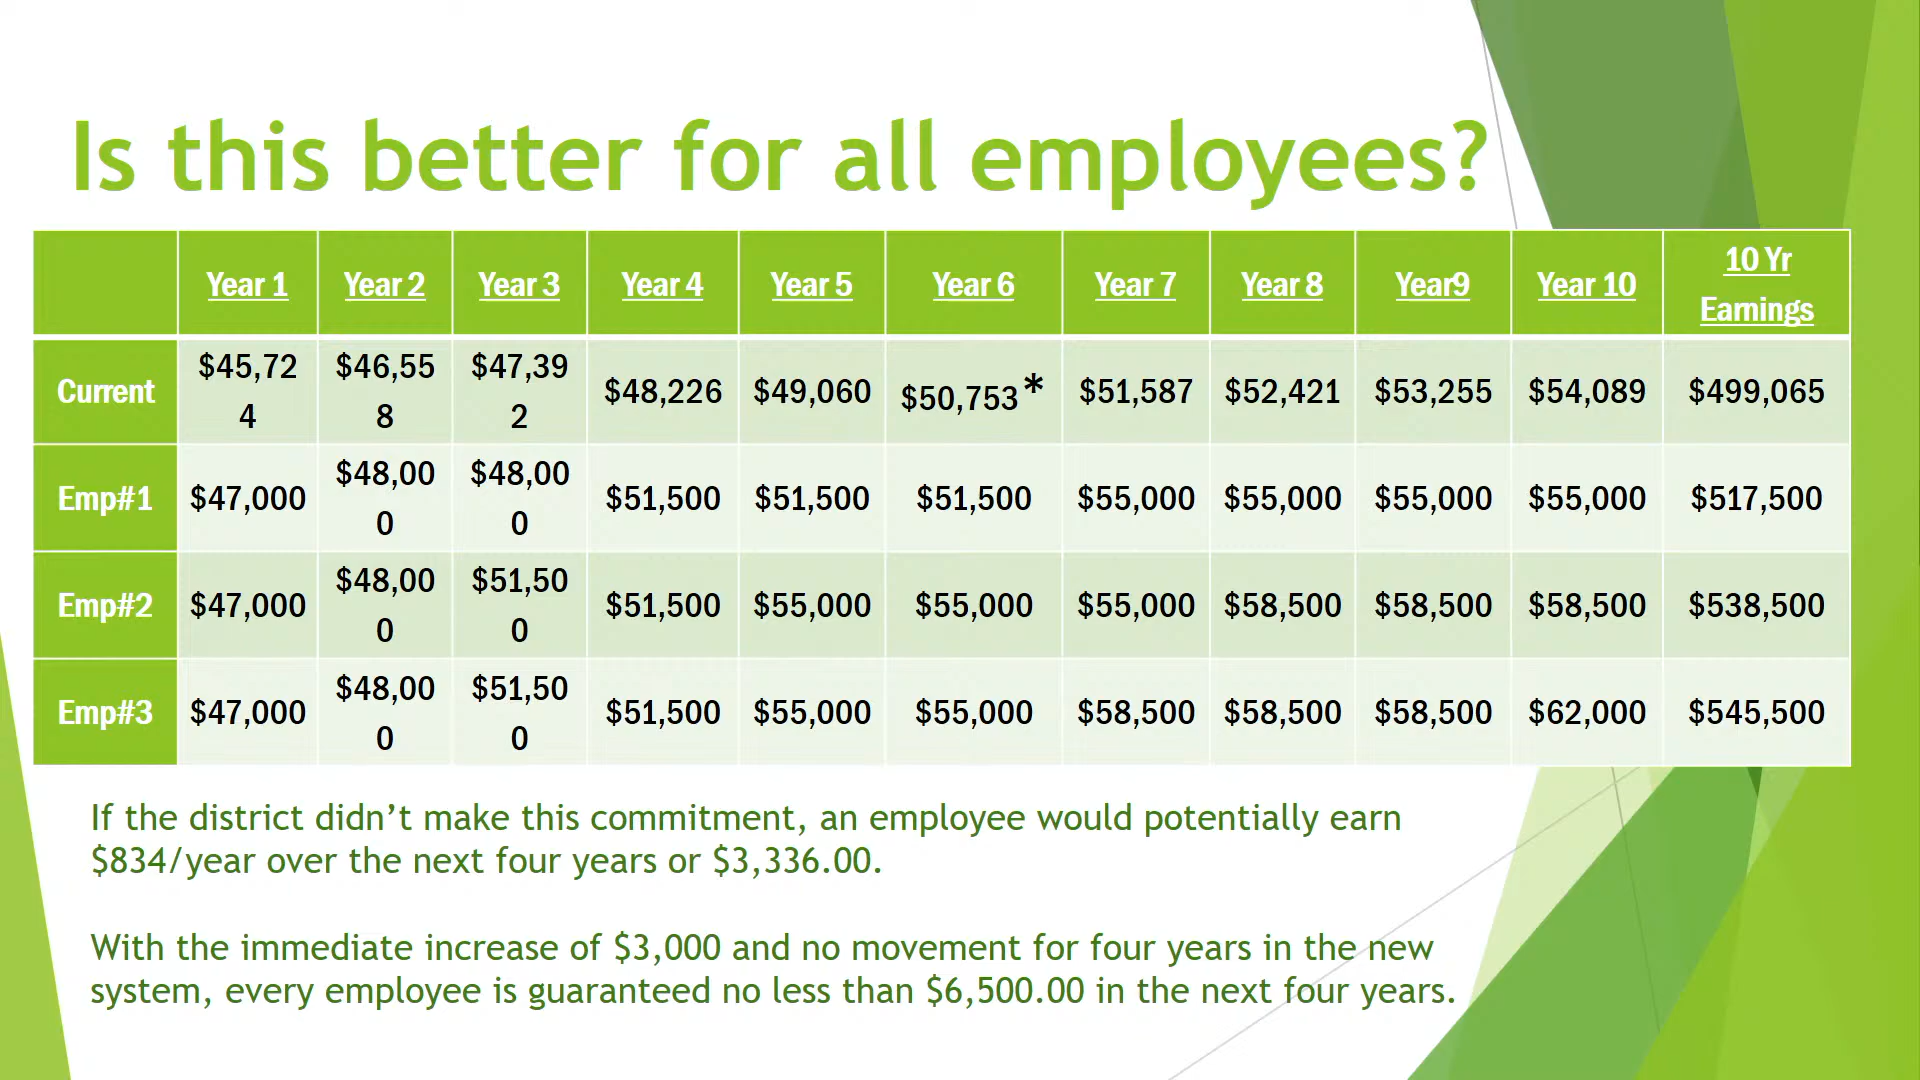 Is this better for all employees?
Year 1 Year 2 Year 3 Year 4 Year 5 Year 6 Year 7 Year 8 Year9 Year 10 10 Yr Earnings
Current $45,724 $46,558 $47,392 $48,226 $49,060 $50,753* $51,587 $52,421 $53,255 $54,089 $499,065
Emp#1 $47,000 $48,000 $48,000 $51,500 $51,500 $51,500 $55,000 $55,000 $55,000 $55,000 $517,500
Emp#2 $47,000 $48,000 $51,500 $51,500 $55,000 $55,000 $55,000 $58,500 $58,500 $58,500 $538,500
Emp#3 $47,000 $48,000 $51,500 $51,500 $55,000 $55,000 $58,500 $58,500 $58,500 $62,000 $545,500
If the district didn’t make this commitment, an employee would potentially earn
$834/year over the next four years or $3,336.00.
With the immediate increase of $3,000 and no movement for four years in the new
system, every employee is guaranteed no less than $6,500.00 in the next four years.